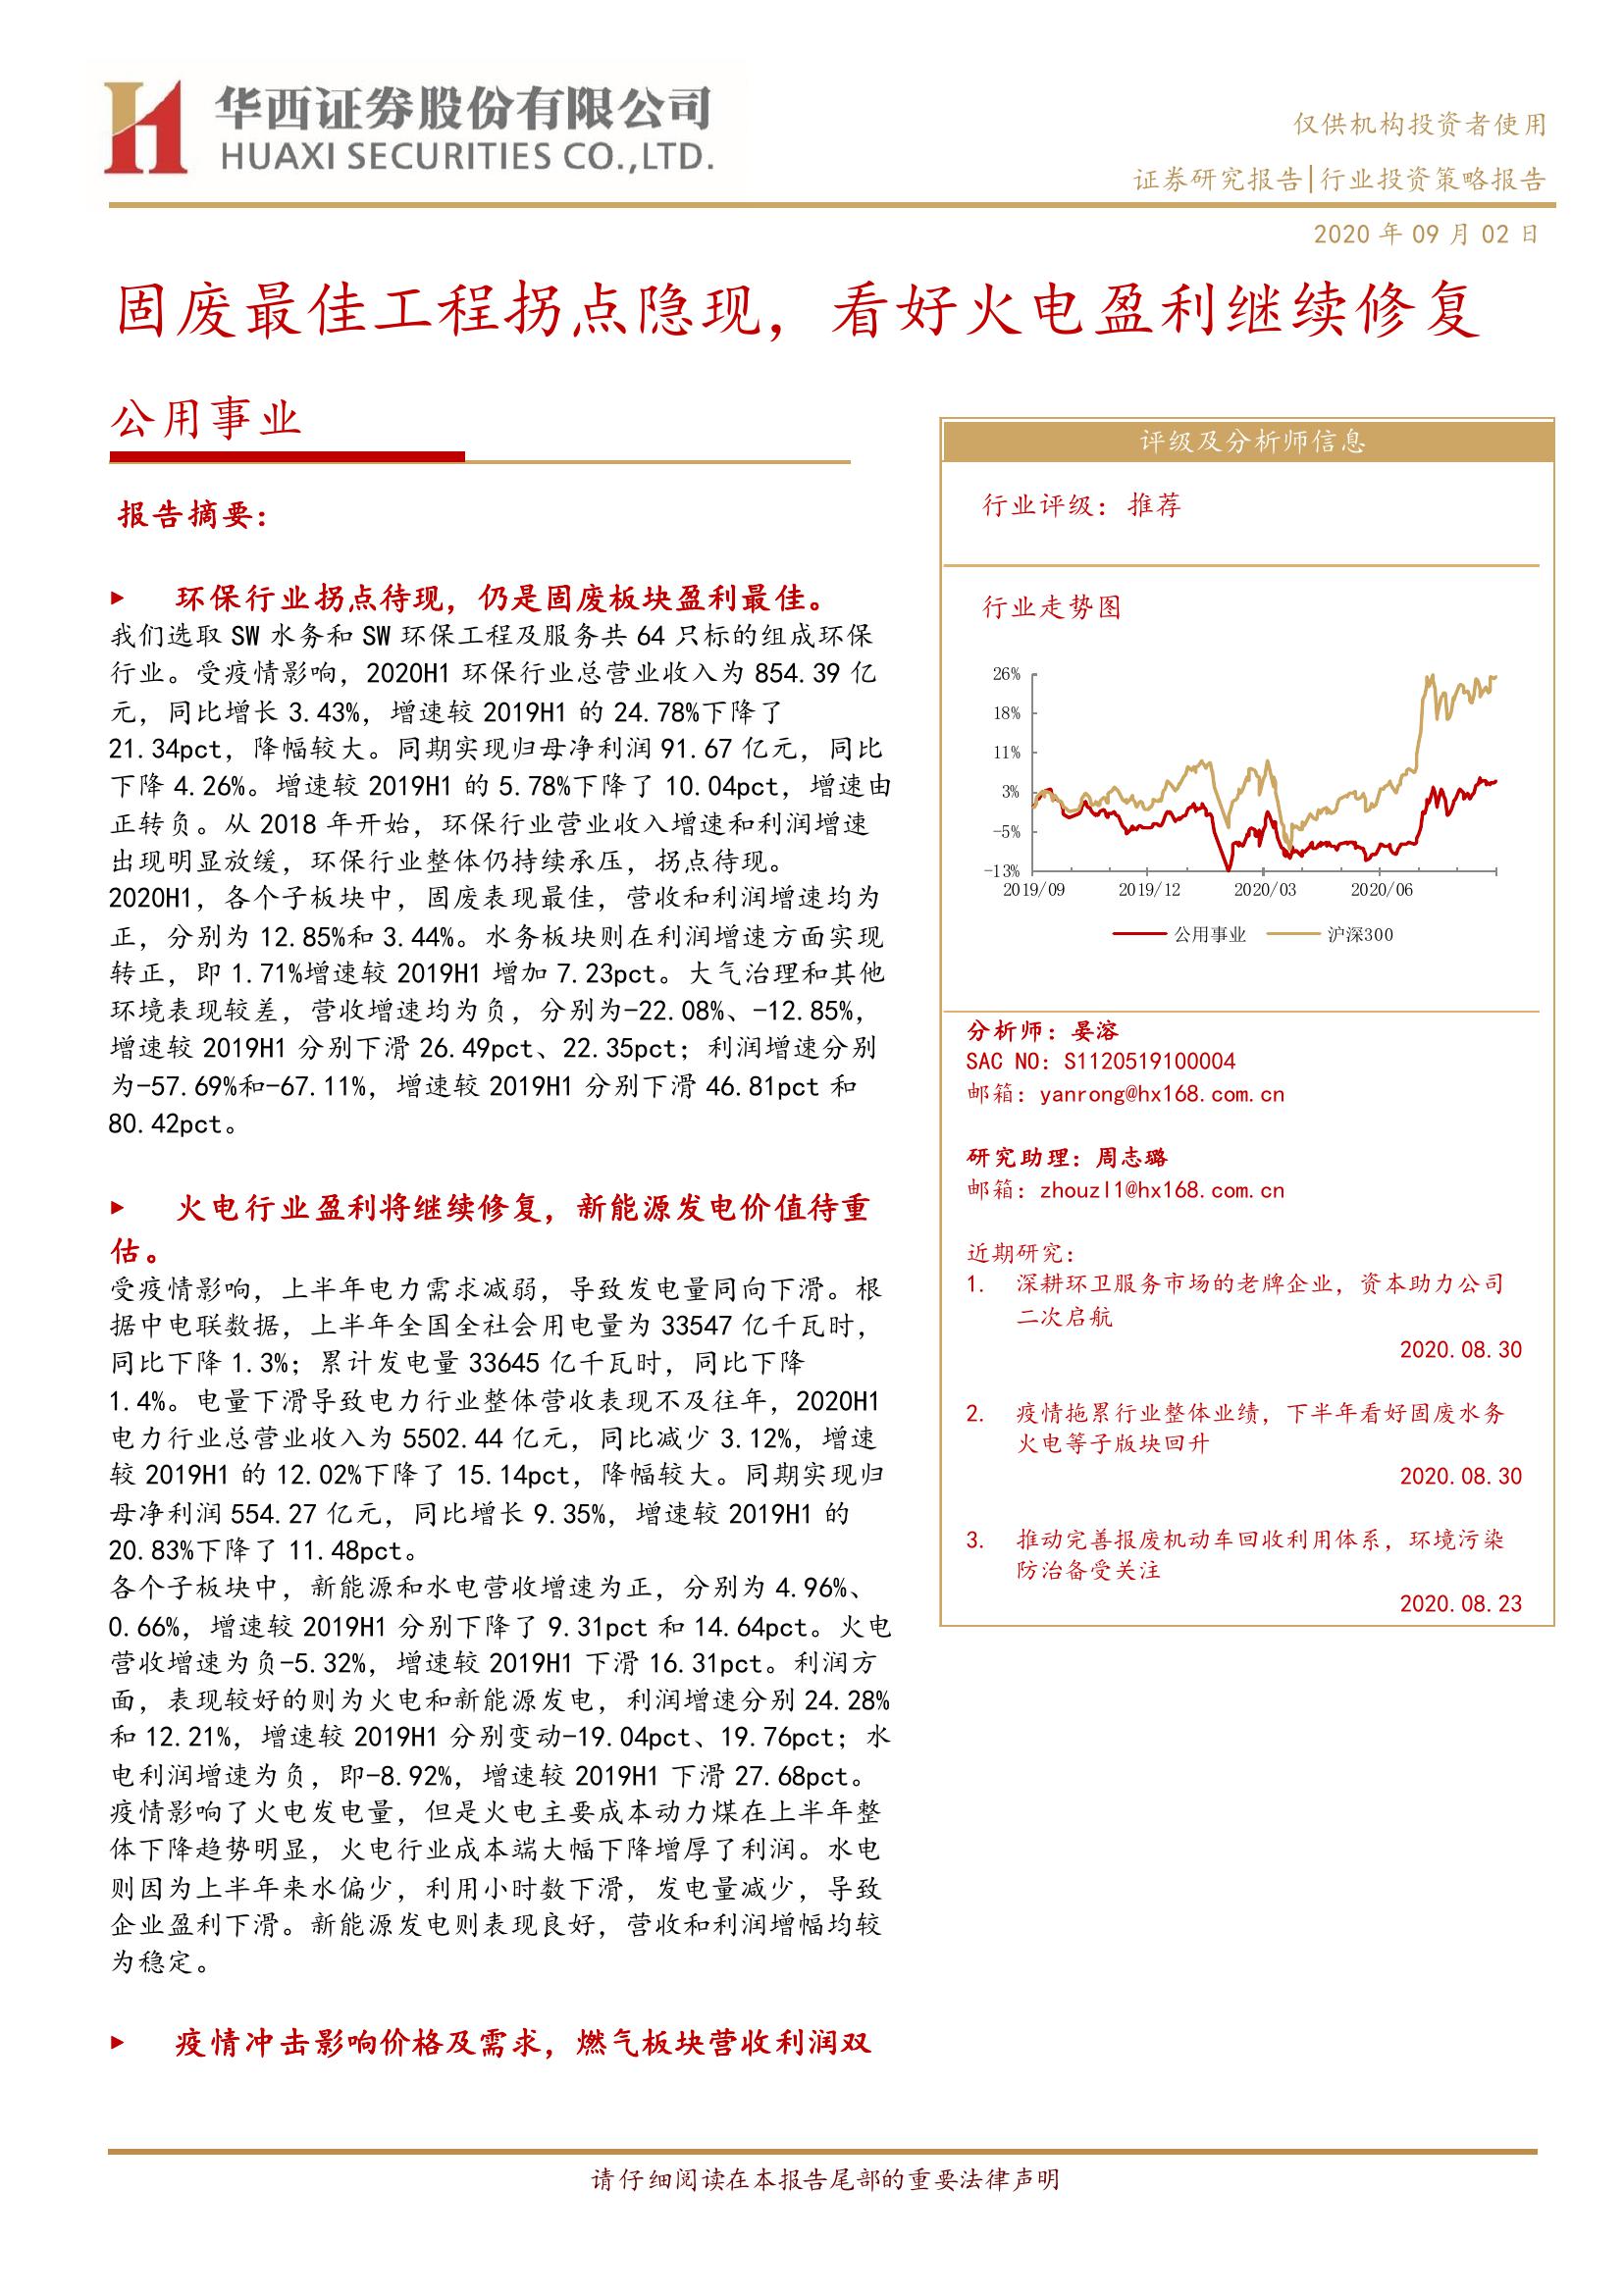 华西证券股份有限公司
HUAXI SECURITIES CO.,LTD.
仅供机构投资者使用
证券研究报告|行业投资策略报告
2020 年 09 月 02 日
固废最佳工程拐点隐现，看好火电盈利继续修复
公用事业
报告摘要：
► 环保行业拐点待现，仍是固废板块盈利最佳。
我们选取 SW 水务和 SW 环保工程及服务共 64 只标的组成环保
行业。受疫情影响，2020H1 环保行业总营业收入为 854.39 亿
元，同比增长 3.43%，增速较 2019H1 的 24.78%下降了
21.34pct，降幅较大。同期实现归母净利润 91.67 亿元，同比
下降 4.26%。增速较 2019H1 的 5.78%下降了 10.04pct，增速由
正转负。从 2018 年开始，环保行业营业收入增速和利润增速
出现明显放缓，环保行业整体仍持续承压，拐点待现。
2020H1，各个子板块中，固废表现最佳，营收和利润增速均为
正，分别为 12.85%和 3.44%。水务板块则在利润增速方面实现
转正，即 1.71%增速较 2019H1 增加 7.23pct。大气治理和其他
环境表现较差，营收增速均为负，分别为-22.08%、-12.85%，
增速较 2019H1 分别下滑 26.49pct、22.35pct；利润增速分别
为-57.69%和-67.11%，增速较 2019H1 分别下滑 46.81pct 和
80.42pct。
► 火电行业盈利将继续修复，新能源发电价值待重
估。
受疫情影响，上半年电力需求减弱，导致发电量同向下滑。根
据中电联数据，上半年全国全社会用电量为 33547 亿千瓦时，
同比下降 1.3%；累计发电量 33645 亿千瓦时，同比下降
1.4%。电量下滑导致电力行业整体营收表现不及往年，2020H1
电力行业总营业收入为 5502.44 亿元，同比减少 3.12%，增速
较 2019H1 的 12.02%下降了 15.14pct，降幅较大。同期实现归
母净利润 554.27 亿元，同比增长 9.35%，增速较 2019H1 的
20.83%下降了 11.48pct。
各个子板块中，新能源和水电营收增速为正，分别为 4.96%、
0.66%，增速较 2019H1 分别下降了 9.31pct 和 14.64pct。火电
营收增速为负-5.32%，增速较 2019H1 下滑 16.31pct。利润方
面，表现较好的则为火电和新能源发电，利润增速分别 24.28%
和 12.21%，增速较 2019H1 分别变动-19.04pct、19.76pct；水
电利润增速为负，即-8.92%，增速较 2019H1 下滑 27.68pct。
疫情影响了火电发电量，但是火电主要成本动力煤在上半年整
体下降趋势明显，火电行业成本端大幅下降增厚了利润。水电
则因为上半年来水偏少，利用小时数下滑，发电量减少，导致
企业盈利下滑。新能源发电则表现良好，营收和利润增幅均较
为稳定。
► 疫情冲击影响价格及需求，燃气板块营收利润双
评级及分析师信息
行业评级：推荐
行业走势图
26%
18%
11%
3%
-5%
-13%
2019/09 2019/12 2020/03 2020/06
公用事业 沪深300
分析师：晏溶
SAC NO：S1120519100004
邮箱：yanrong@hx168.com.cn
研究助理：周志璐
邮箱：zhouzl1@hx168.com.cn
近期研究：
1. 深耕环卫服务市场的老牌企业，资本助力公司
二次启航
2020.08.30
2. 疫情拖累行业整体业绩，下半年看好固废水务
火电等子版块回升
2020.08.30
3. 推动完善报废机动车回收利用体系，环境污染
防治备受关注
2020.08.23
请仔细阅读在本报告尾部的重要法律声明